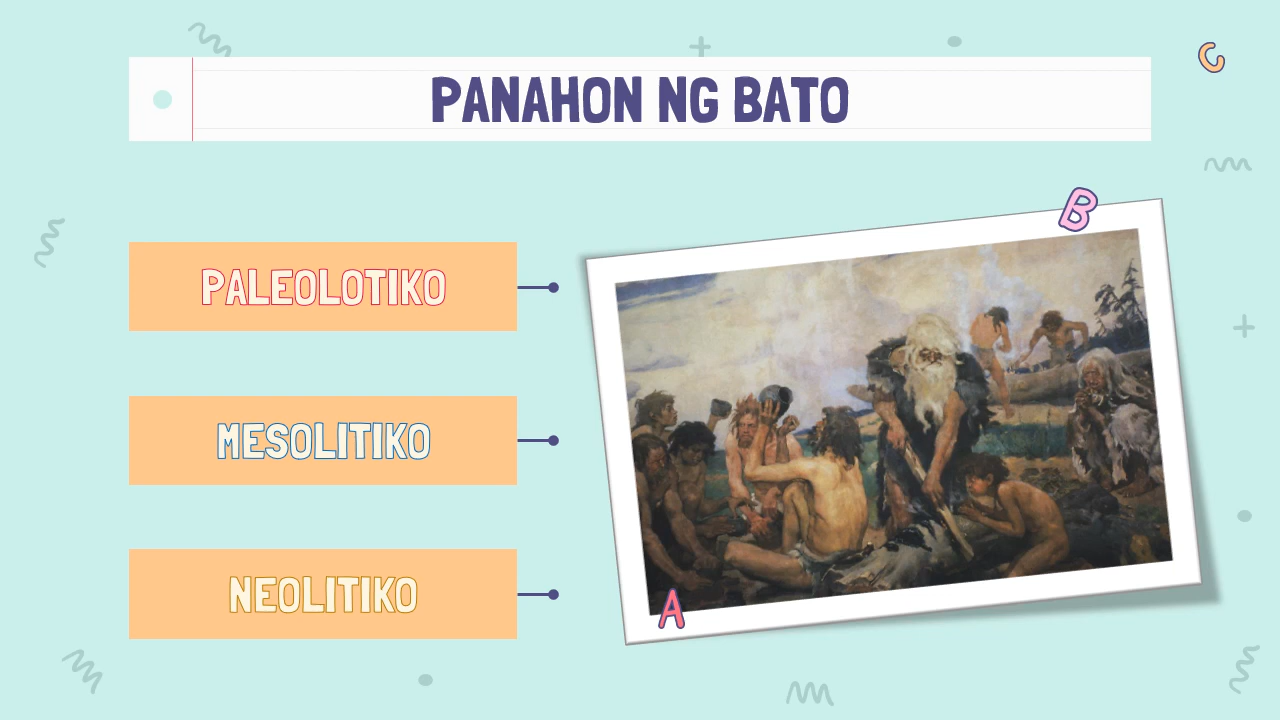 PANAHON NG BATO
C
B
PALEOLOTIKO
MESOLITIKO
NEOLITIKO
A